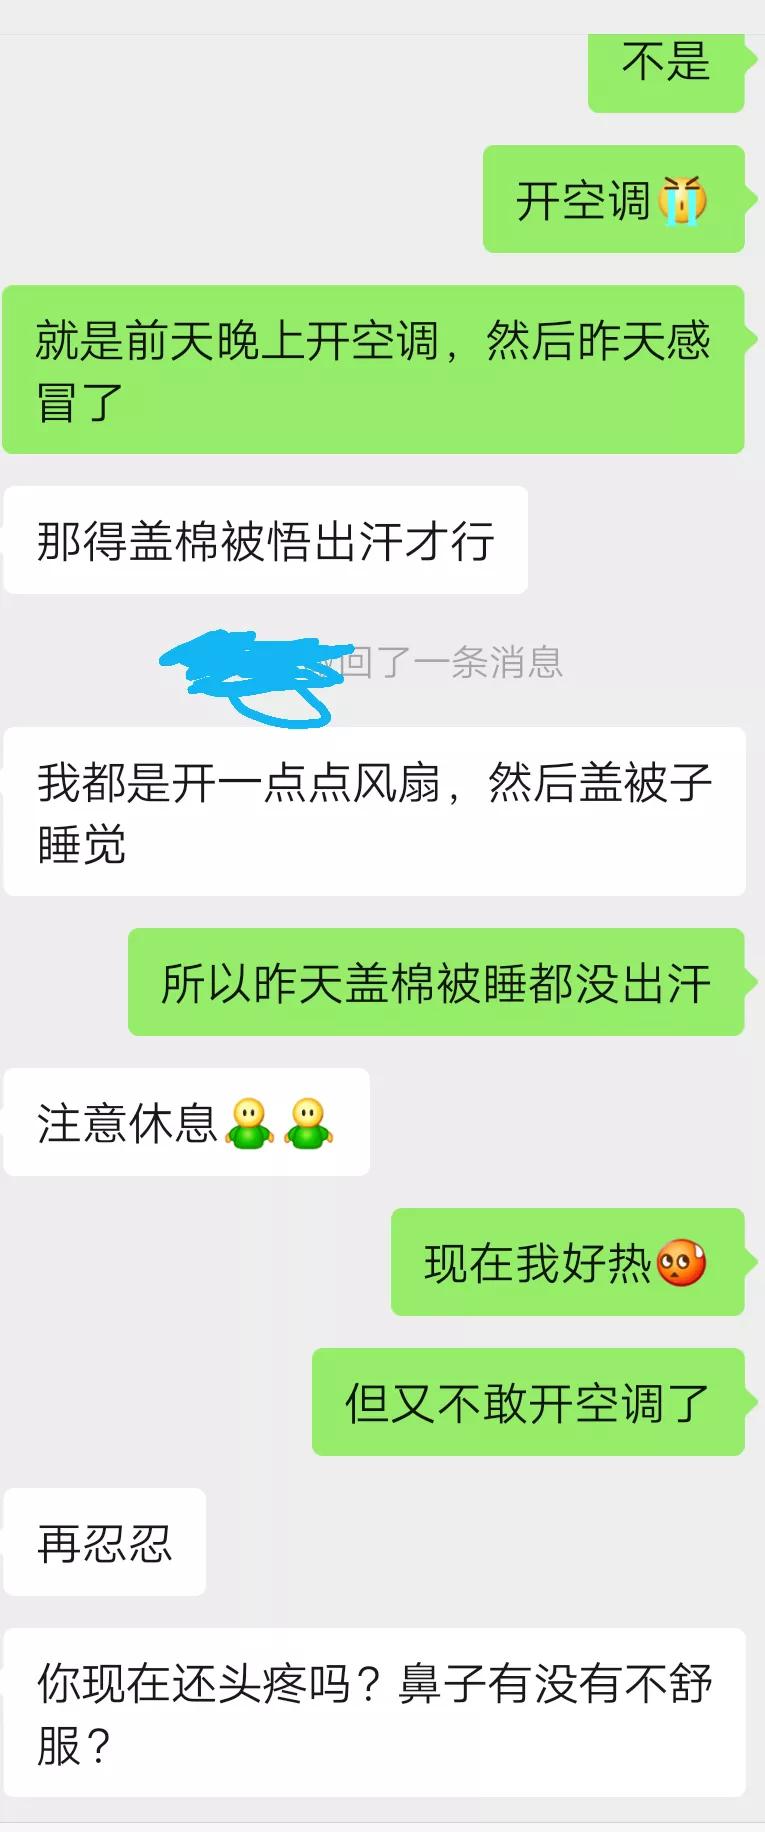 不是
开空调
就是前天晚上开空调，然后昨天感
冒了
那得盖棉被悟出汗才行
回了一条消息
我都是开一点点风扇，然后盖被子
睡觉
所以昨天盖棉被睡都没出汗
注意休息
现在我好热
但又不敢开空调了
再忍忍
你现在还头疼吗？鼻子有没有不舒
服？